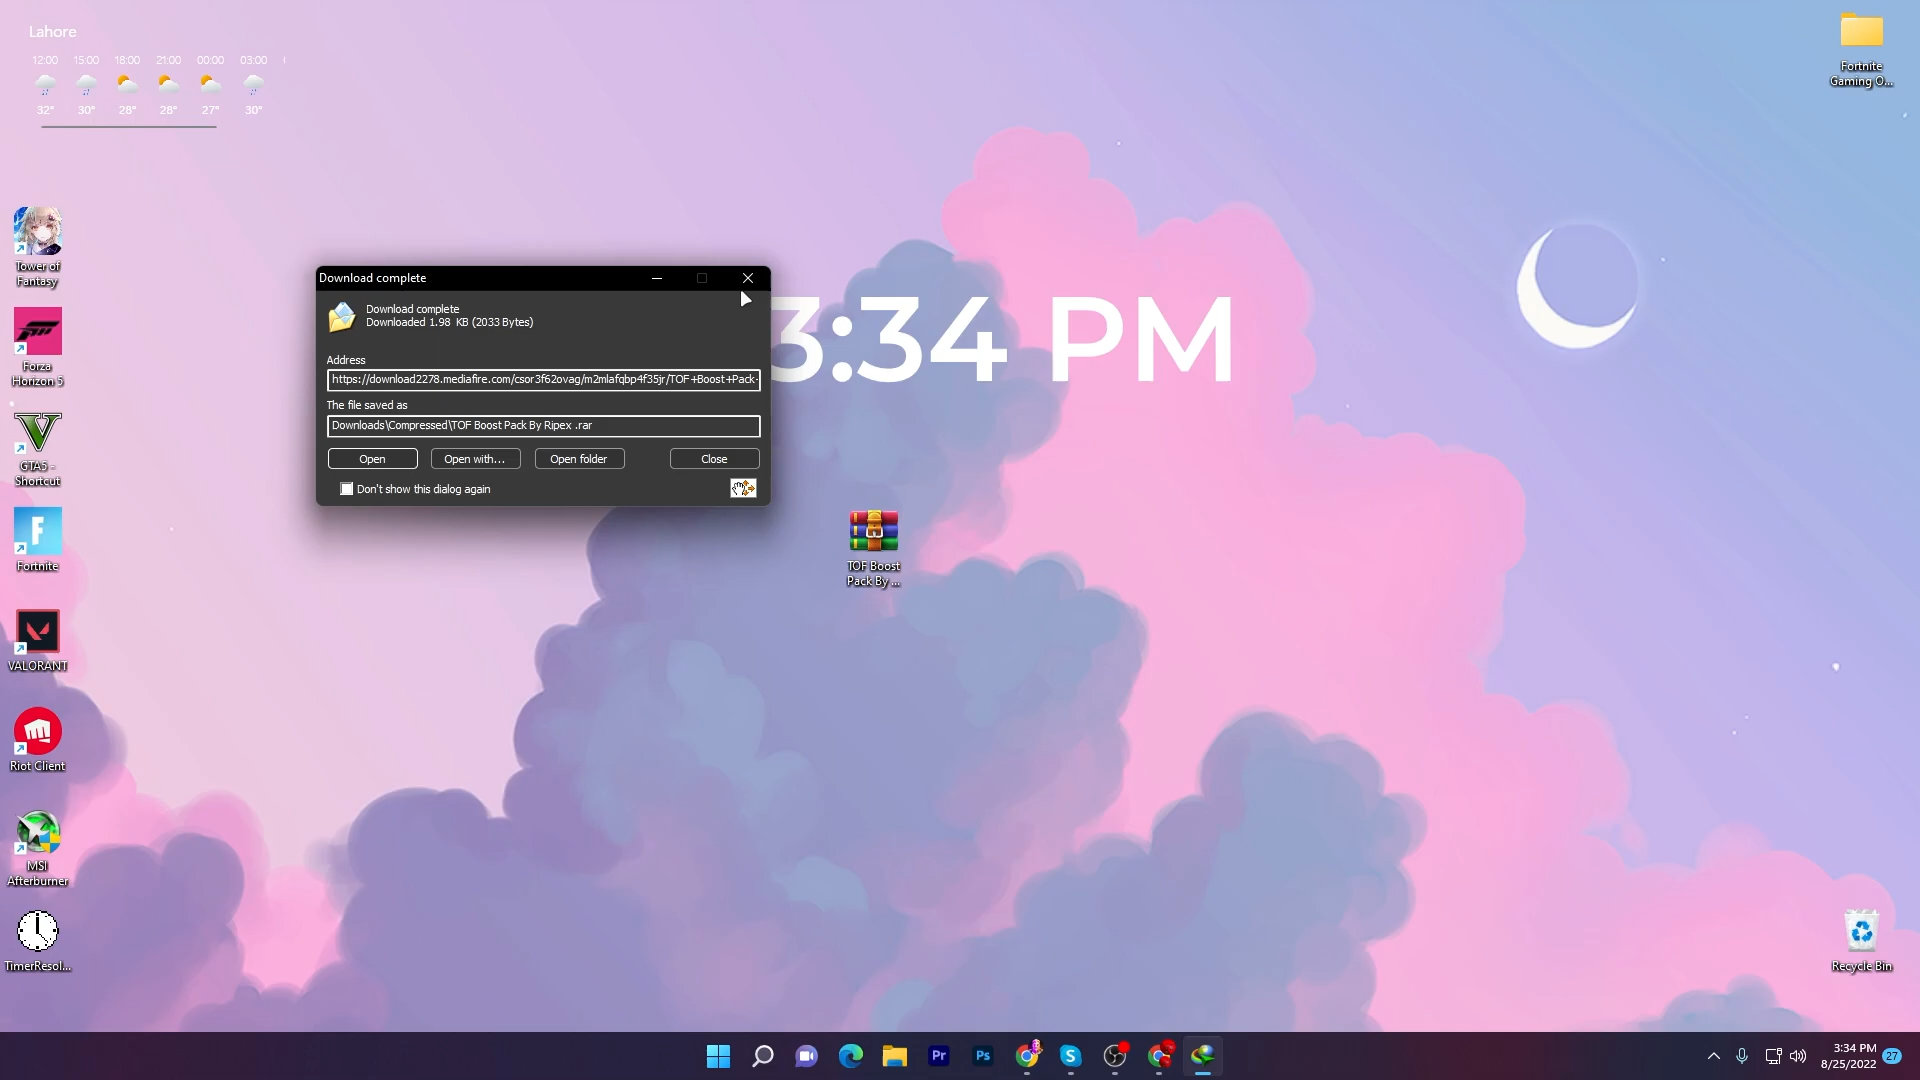 Lahore
12:00 15:00 18:00 21:00 00:00 03:00
32° 30° 28° 28° 27° 30°
Fortnite
Gaming O...
Tower of
Fantasy
Forza
Horizon 5
GTA5 -
Shortcut
Fortnite
VALORANT
Riot Client
MSI
Afterburner
TimerResol...
Download complete
Download complete
Downloaded 1.98 KB (2033 Bytes)
Address
https://download2278.mediafire.com/csor3f62ovag/m2mlafqbp4f35jr/TOF+Boost+Pack-
The file saved as
Downloads\Compressed\TOF Boost Pack By Ripex .rar
Open Open with... Open folder Close
Don't show this dialog again
3:34 PM
TOF Boost
Pack By ...
Recycle Bin
Pr Ps
3:34 PM
8/25/2022
27